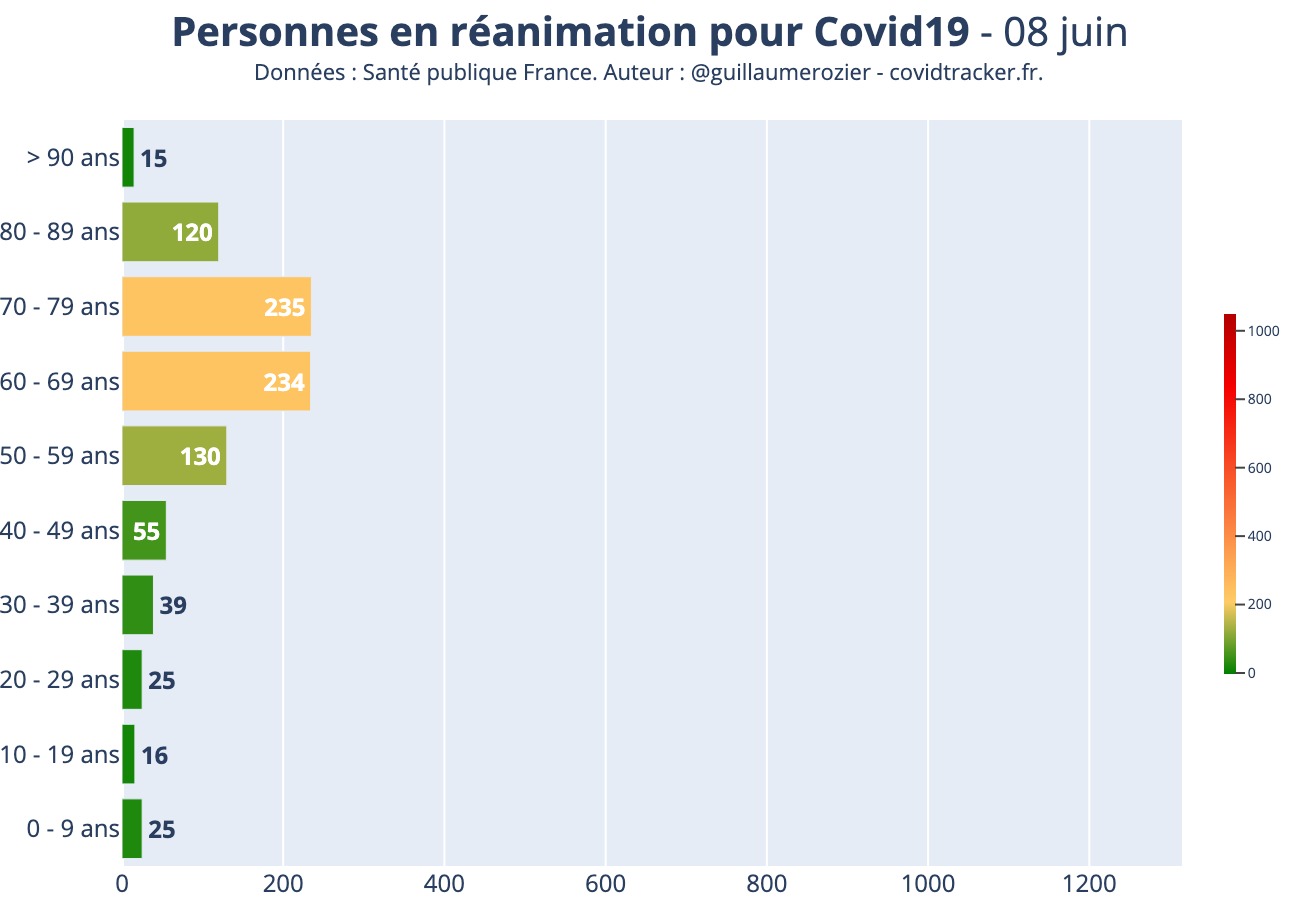 Personnes en réanimation pour Covid19 - 08 juin
Données : Santé publique France. Auteur : @guillaumerozier - covidtracker.fr.
> 90 ans 15
80 - 89 ans 120
70 - 79 ans 235
60 - 69 ans 234
50 - 59 ans 130
40 - 49 ans 55
30 - 39 ans 39
20 - 29 ans 25
10 - 19 ans 16
0 - 9 ans 25
0 200 400 600 800 1000 1200
1000
800
600
400
200
0